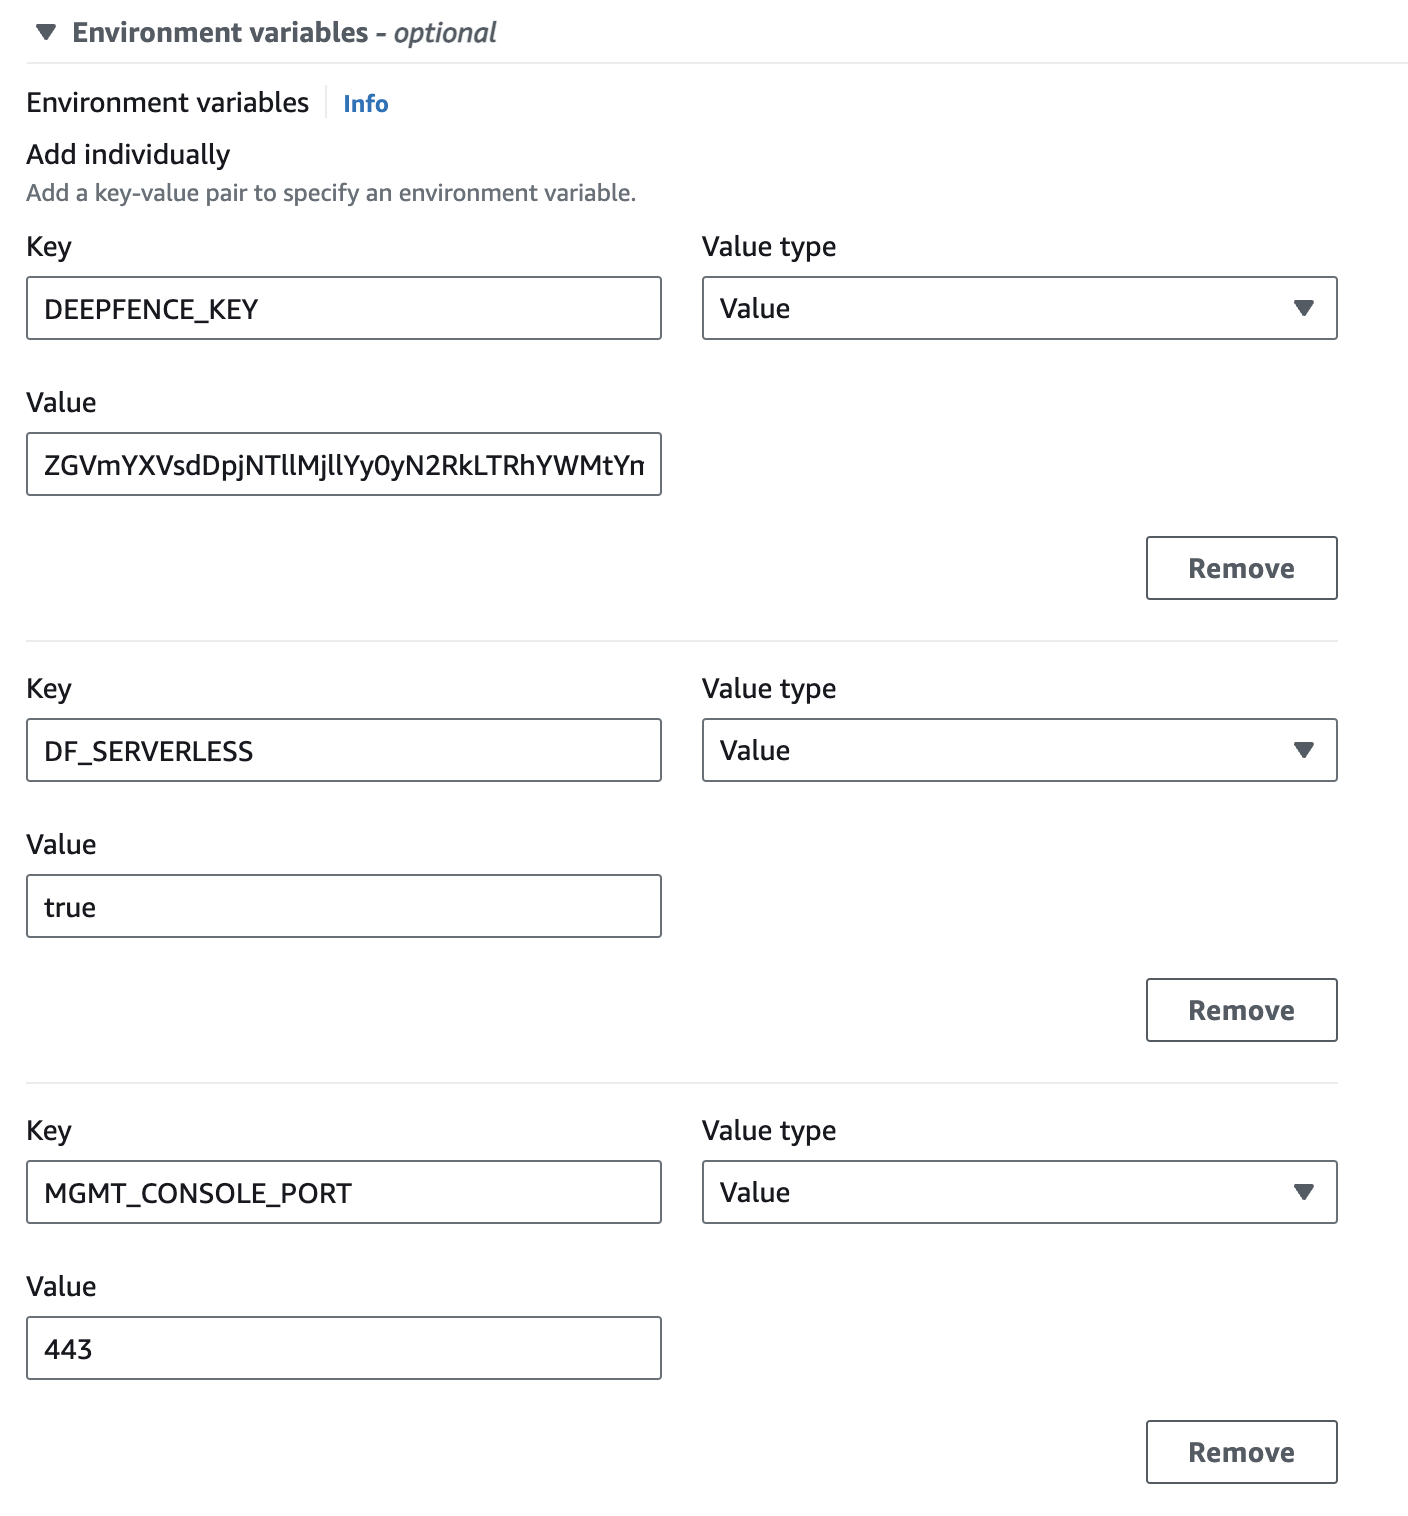 Environment variables - optional
Environment variables Info
Add individually
Add a key-value pair to specify an environment variable.
Key Value type
DEEPFENCE_KEY Value
Value
ZGVmYXVsdDpjNTllMjllYy0yN2RkLTRhYWMtYm
Remove
Key Value type
DF_SERVERLESS Value
Value
true
Remove
Key Value type
MGMT_CONSOLE_PORT Value
Value
443
Remove